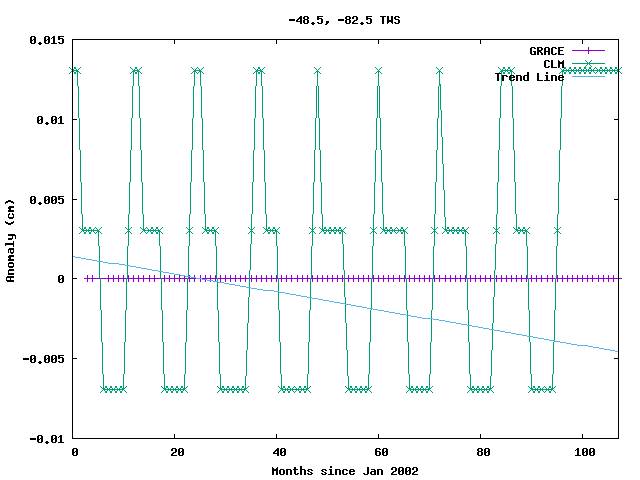 -48.5, -82.5 TWS
GRACE
CLM
Trend Line
0.015
0.01
0.005
0
-0.005
-0.01
Anomaly (cm)
0 20 40 60 80 100
Months since Jan 2002